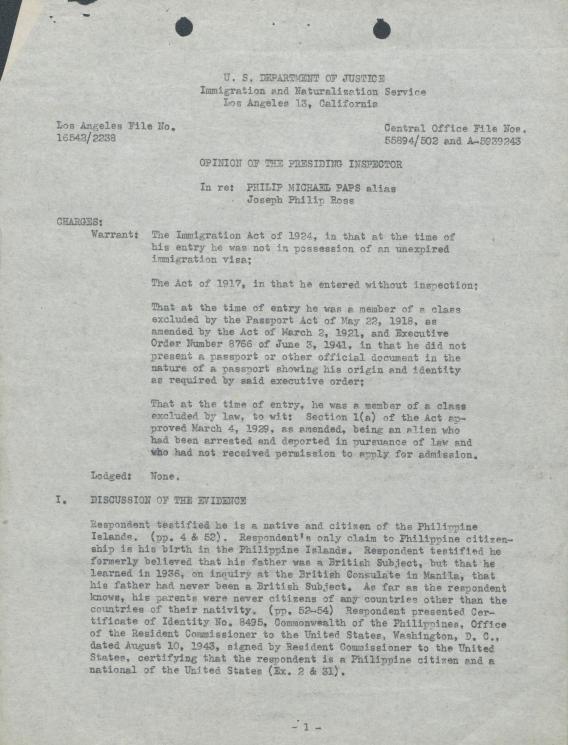 U. S. DEPARTMENT OF JUSTICE
Immigration and Naturalization Service
Los Angeles 13, California
Los Angeles File No.
16542/2238
Central Office File Nos.
55894/502 and A-5939243
OPINION OF THE PRESIDING INSPECTOR
In re: PHILIP MICHAEL PAPS alias
Joseph Philip Ross
CHARGES:
Warrant: The Immigration Act of 1924, in that at the time of
his entry he was not in possession of an unexpired
immigration visa;
The Act of 1917, in that he entered without inspection;
That at the time of entry he was a member of a class
excluded by the Passport Act of May 22, 1918, as
amended by the Act of March 2, 1921, and Executive
Order Number 8766 of June 3, 1941, in that he did not
present a passport or other official document in the
nature of a passport showing his origin and identity
as required by said executive order;
That at the time of entry, he was a member of a class
excluded by law, to wit: Section 1(a) of the Act ap-
proved March 4, 1929, as amended, being an alien who
had been arrested and deported in pursuance of law and
who had not received permission to apply for admission.
Lodged: None.
I. DISCUSSION OF THE EVIDENCE
Respondent testified he is a native and citizen of the Philippine
Islands. (pp. 4 & 52). Respondent's only claim to Philippine citizen-
ship is his birth in the Philippine Islands. Respondent testified he
formerly believed that his father was a British Subject, but that he
learned in 1936, on inquiry at the British Consulate in Manila, that
his father had never been a British Subject. As far as the respondent
knows, his parents were never citizens of any countries other than the
countries of their nativity. (pp. 52-54) Respondent presented Cer-
tificate of Identity No. 8495, Commonwealth of the Philippines, Office
of the Resident Commissioner to the United States, Washington, D. C.,
dated August 10, 1943, signed by Resident Commissioner to the United
States, certifying that the respondent is a Philippine citizen and a
national of the United States (Ex. 2 & 31).
- 1 -